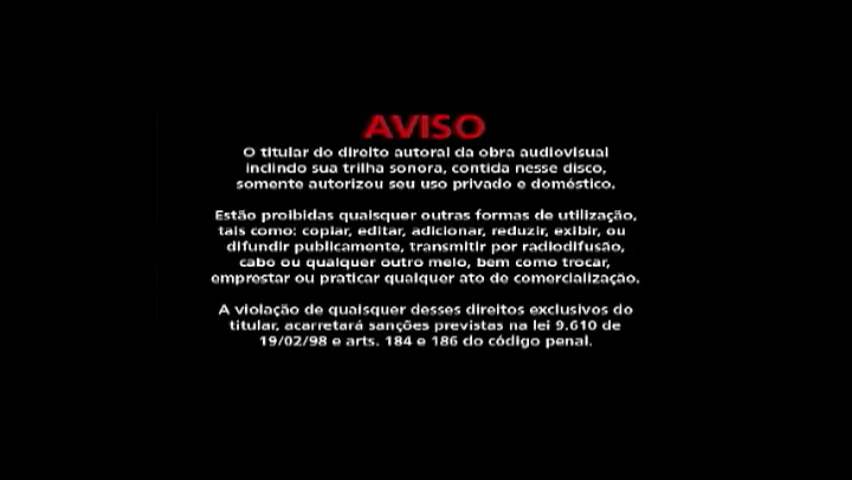 AVISO
O titular do direito autoral da obra audiovisual
inclindo sua trilha sonora, contida nesse disco,
somente autorizou seu uso privado e doméstico.
Estão proibidas quaisquer outras formas de utilização,
tais como: copiar, editar, adicionar, reduzir, exibir, ou
difundir publicamente, transmitir por radiodifusão,
cabo ou qualquer outro meio, bem como trocar,
emprestar ou praticar qualquer ato de comercialização.
A violação de quaisquer desses direitos exclusivos do
titular, acarretará sanções previstas na lei 9.610 de
19/02/98 e arts. 184 e 186 do código penal.